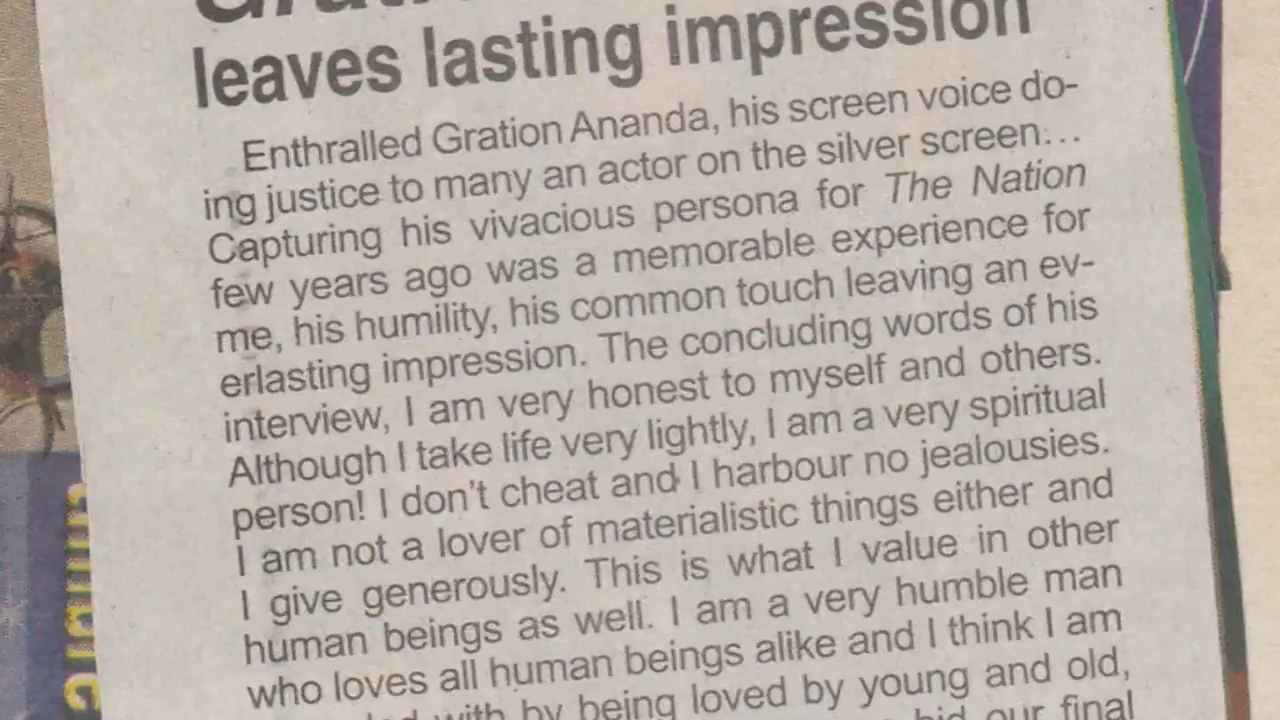 leaves lasting impression
Enthralled Gration Ananda, his screen voice do-
ing justice to many an actor on the silver screen...
Capturing his vivacious persona for The Nation
few years ago was a memorable experience for
me, his humility, his common touch leaving an ev-
erlasting impression. The concluding words of his
interview, I am very honest to myself and others.
Although I take life very lightly, I am a very spiritual
person! I don't cheat and I harbour no jealousies.
I am not a lover of materialistic things either and
I give generously. This is what I value in other
human beings as well. I am a very humble man
who loves all human beings alike and I think I am
with by being loved by young and old,
bid our final